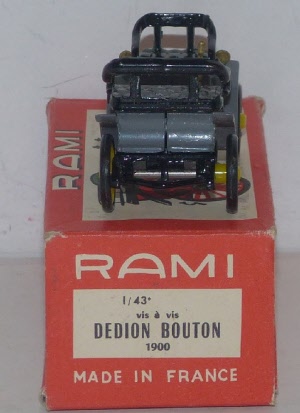 RAMI
RAMI
1/43e
vis à vis
DEDION BOUTON
1900
MADE IN FRANCE